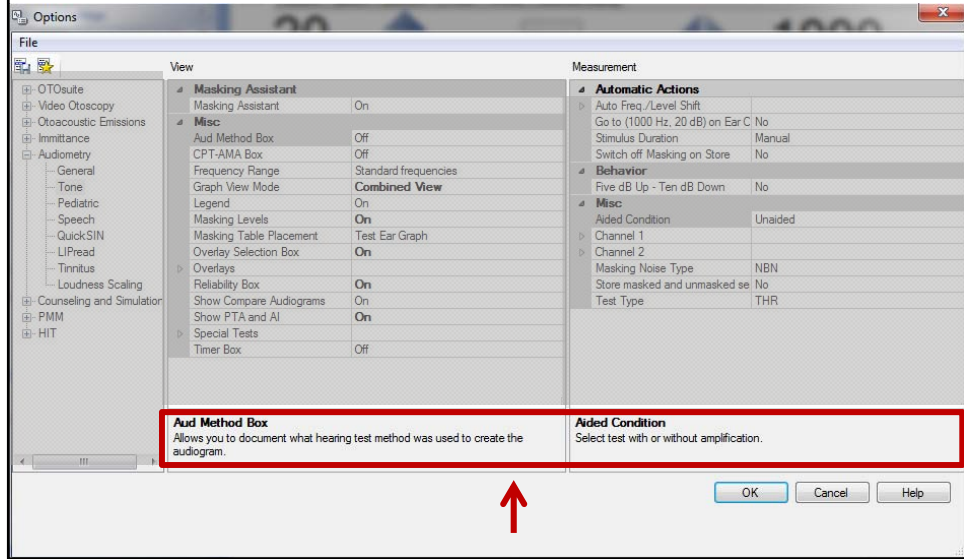 Options
File
View
Measurement
OTOsuite
Video Otoscopy
Otoacoustic Emissions
Immittance
Audiometry
General
Tone
Pediatric
Speech
QuickSIN
LIPread
Tinnitus
Loudness Scaling
Counseling and Simulation
PMM
HIT
Masking Assistant
Masking Assistant On
Misc
Aud Method Box Off
CPT-AMA Box Off
Frequency Range Standard frequencies
Graph View Mode Combined View
Legend On
Masking Levels On
Masking Table Placement Test Ear Graph
Overlay Selection Box On
Overlays
Reliability Box On
Show Compare Audiograms On
Show PTA and AI On
Special Tests
Timer Box Off
Automatic Actions
Auto Freq./Level Shift
Go to (1000 Hz, 20 dB) on Ear C No
Stimulus Duration Manual
Switch off Masking on Store No
Behavior
Five dB Up - Ten dB Down No
Misc
Aided Condition Unaided
Channel 1
Channel 2
Masking Noise Type NBN
Store masked and unmasked se No
Test Type THR
Aud Method Box
Allows you to document what hearing test method was used to create the
audiogram.
Aided Condition
Select test with or without amplification.
OK Cancel Help